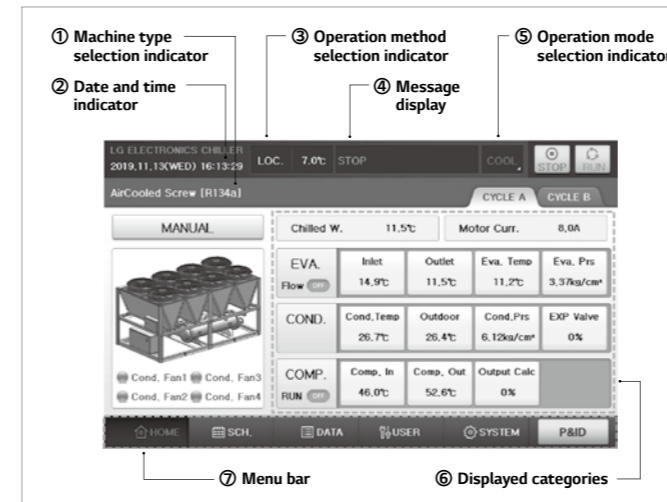 ① Machine type
selection indicator
② Date and time
indicator
③ Operation method
selection indicator
④ Message
display
⑤ Operation mode
selection indicator
LG ELECTRONICS CHILLER
2019,11,13(WED) 16:13:29
LOC. 7.0℃ STOP
COOL
STOP
RUN
AirCooled Screw [R134a]
CYCLE A
CYCLE B
MANUAL
Chilled W. 11,5℃
Motor Curr. 8,0A
EVA.
Flow OFF
Inlet
14,9℃
Outlet
11,5℃
Eva, Temp
11,2℃
Eva, Prs
3,37kg/cm²
COND.
Cond,Temp
26,7℃
Outdoor
26,4℃
Cond,Prs
6,12kg/cm²
EXP Valve
0%
COMP.
RUN OFF
Comp, In
46,0℃
Comp, Out
52,6℃
Output Calc
0%
Cond, Fan1 Cond, Fan3
Cond, Fan2 Cond, Fan4
HOME SCH, DATA USER SYSTEM P&ID
⑦ Menu bar
⑥ Displayed categories